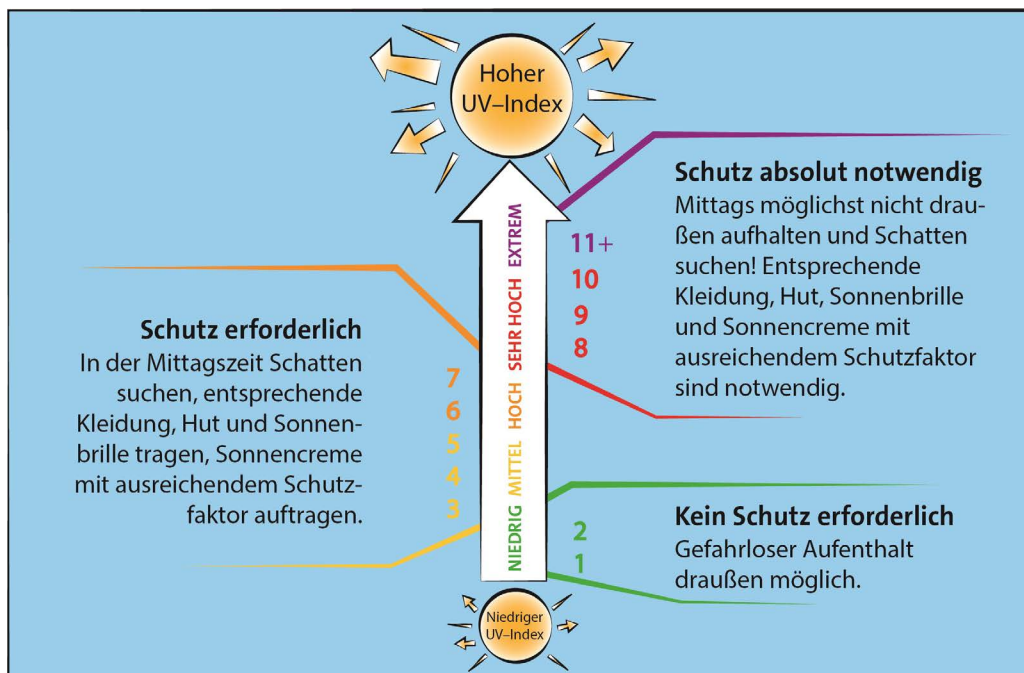 Hoher
UV–Index
Schutz absolut notwendig
Mittags möglichst nicht drau-
ßen aufhalten und Schatten
suchen! Entsprechende
Kleidung, Hut, Sonnenbrille
und Sonnencreme mit
ausreichendem Schutzfaktor
sind notwendig.
EXTREM
SEHR HOCH
HOCH
MITTEL
NIEDRIG
11+
10
9
8
7
6
5
4
3
2
1
Schutz erforderlich
In der Mittagszeit Schatten
suchen, entsprechende
Kleidung, Hut und Sonnen-
brille tragen, Sonnencreme
mit ausreichendem Schutz-
faktor auftragen.
Kein Schutz erforderlich
Gefahrloser Aufenthalt
draußen möglich.
Niedriger
UV–Index